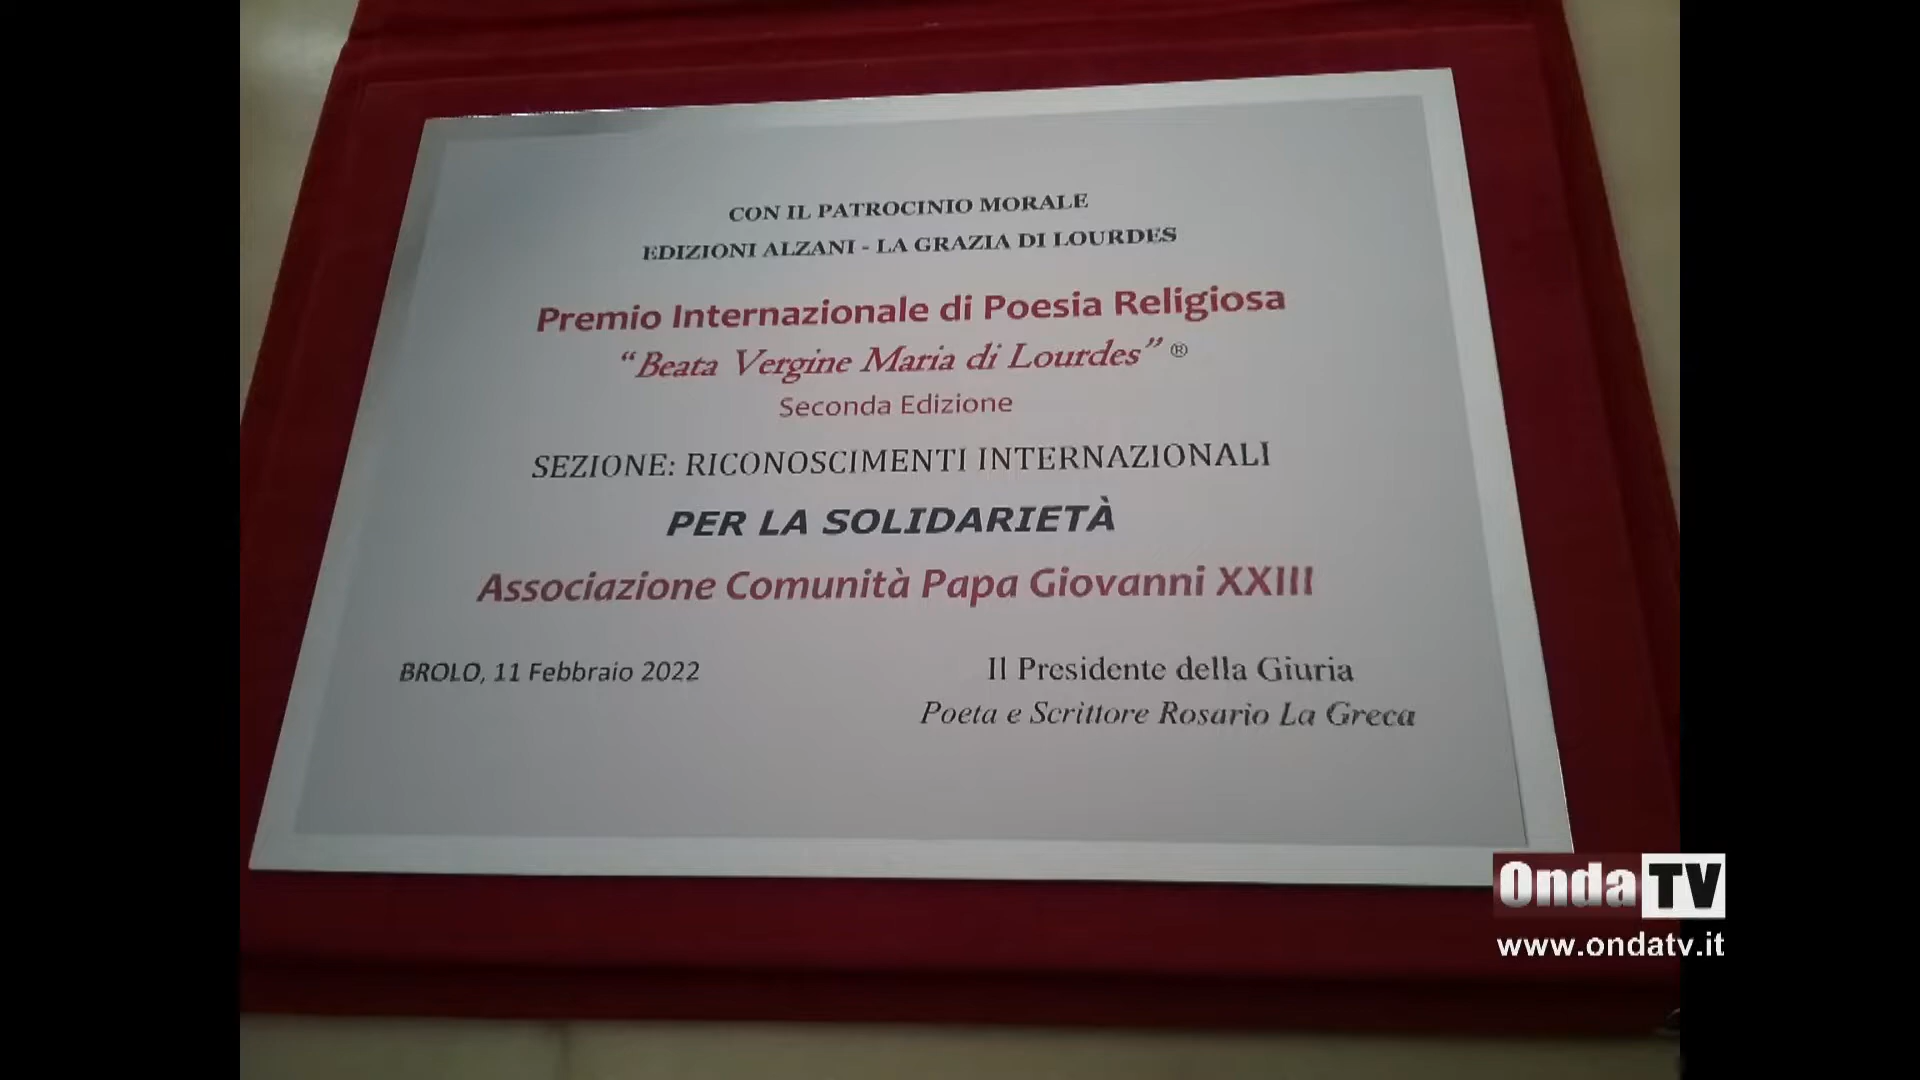 CON IL PATROCINIO MORALE
EDIZIONI ALZANI - LA GRAZIA DI LOURDES
Premio Internazionale di Poesia Religiosa
“Beata Vergine Maria di Lourdes” ®
Seconda Edizione
SEZIONE: RICONOSCIMENTI INTERNAZIONALI
PER LA SOLIDARIETÀ
Associazione Comunità Papa Giovanni XXIII
BROLO, 11 Febbraio 2022
Il Presidente della Giuria
Poeta e Scrittore Rosario La Greca
Onda TV
www.ondatv.it